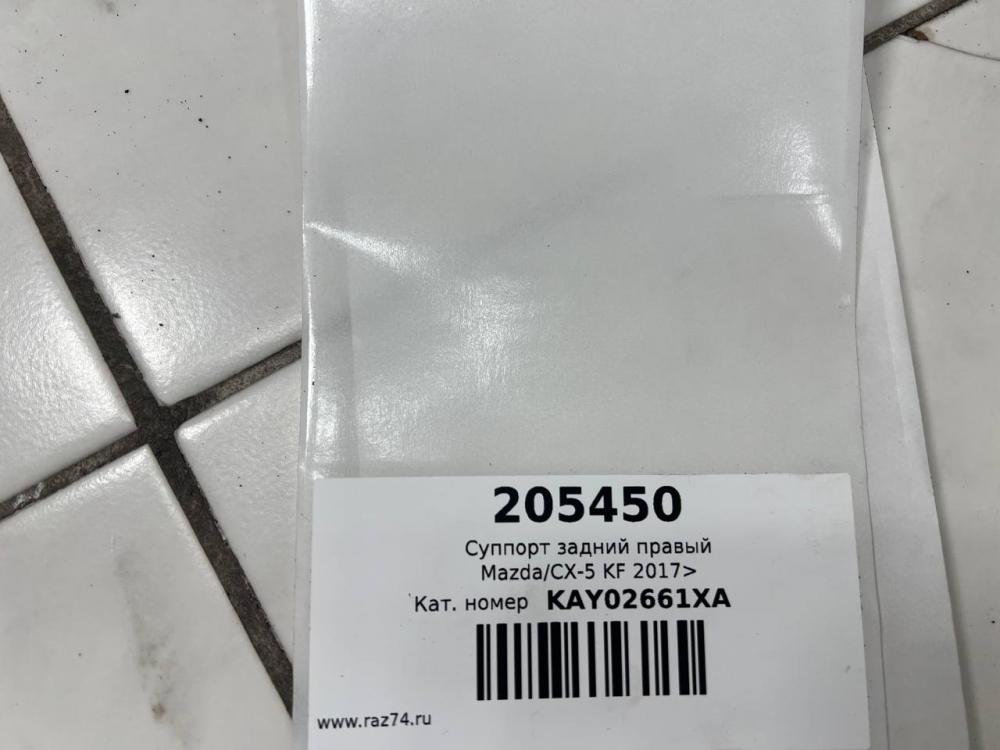 205450
Суппорт задний правый
Mazda/CX-5 KF 2017>
Кат. номер KAY02661XA
www.raz74.ru